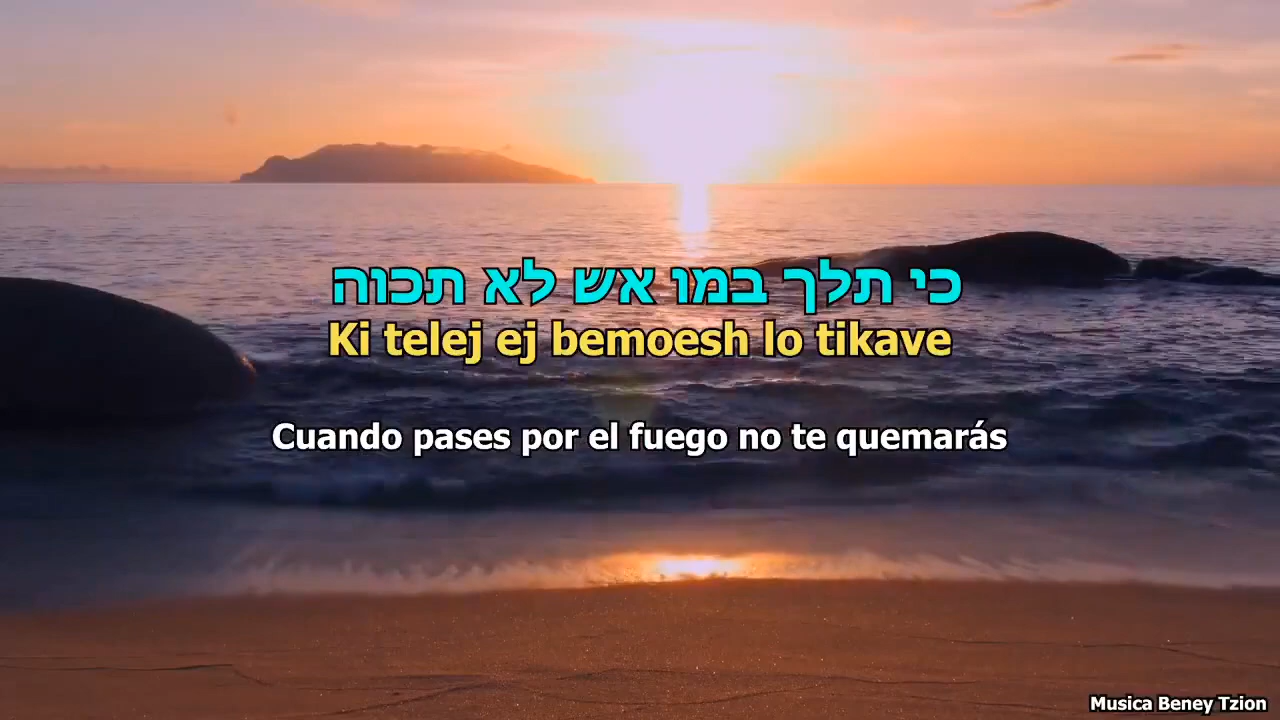 כי תלך במו אש לא תכוה
Ki telej ej bemoesh lo tikave
Cuando pases por el fuego no te quemarás
Musica Beney Tzion